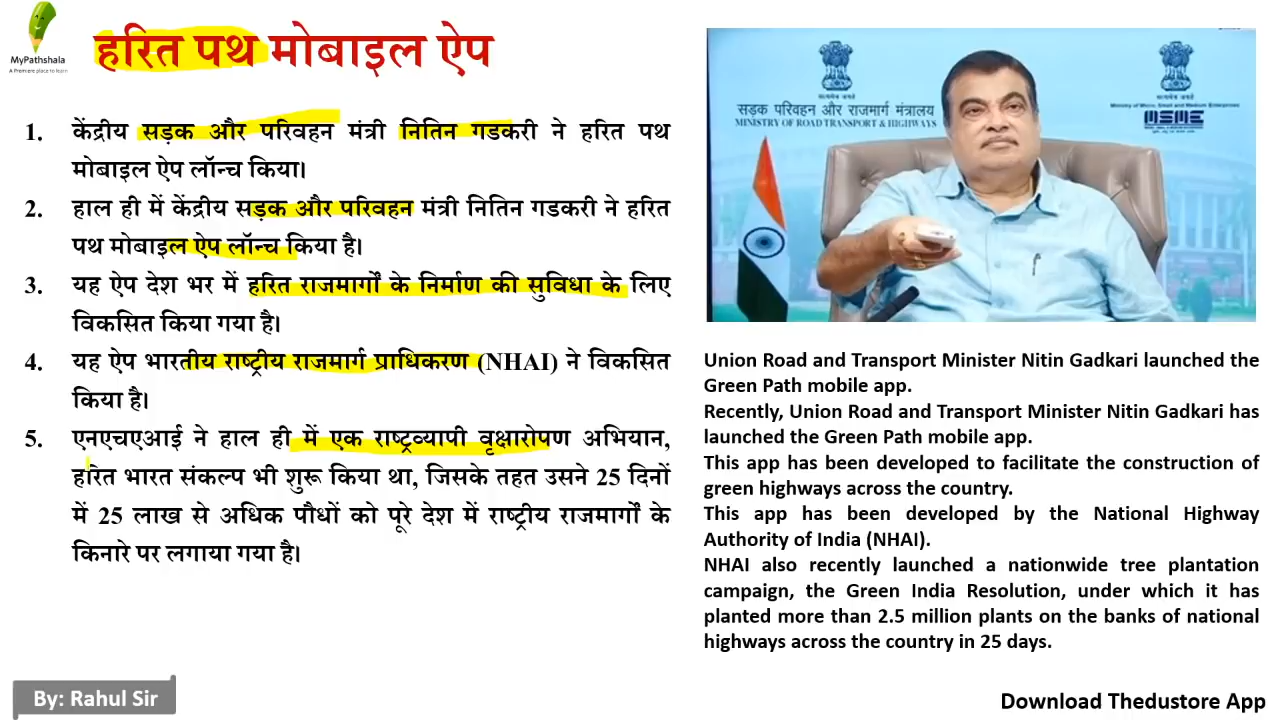 MyPathshala
A Premiere place to learn
हरित पथ मोबाइल ऐप
1. केंद्रीय सड़क और परिवहन मंत्री नितिन गडकरी ने हरित पथ
मोबाइल ऐप लॉन्च किया।
2. हाल ही में केंद्रीय सड़क और परिवहन मंत्री नितिन गडकरी ने हरित
पथ मोबाइल ऐप लॉन्च किया है।
3. यह ऐप देश भर में हरित राजमार्गों के निर्माण की सुविधा के लिए
विकसित किया गया है।
4. यह ऐप भारतीय राष्ट्रीय राजमार्ग प्राधिकरण (NHAI) ने विकसित
किया है।
5. एनएचएआई ने हाल ही में एक राष्ट्रव्यापी वृक्षारोपण अभियान,
हरित भारत संकल्प भी शुरू किया था, जिसके तहत उसने 25 दिनों
में 25 लाख से अधिक पौधों को पूरे देश में राष्ट्रीय राजमार्गों के
किनारे पर लगाया गया है।
सड़क परिवहन और राजमार्ग मंत्रालय
MINISTRY OF ROAD TRANSPORT & HIGHWAYS
Ministry of Micro, Small and Medium Enterprises
MSME
Union Road and Transport Minister Nitin Gadkari launched the
Green Path mobile app.
Recently, Union Road and Transport Minister Nitin Gadkari has
launched the Green Path mobile app.
This app has been developed to facilitate the construction of
green highways across the country.
This app has been developed by the National Highway
Authority of India (NHAI).
NHAI also recently launched a nationwide tree plantation
campaign, the Green India Resolution, under which it has
planted more than 2.5 million plants on the banks of national
highways across the country in 25 days.
By: Rahul Sir
Download Thedustore App